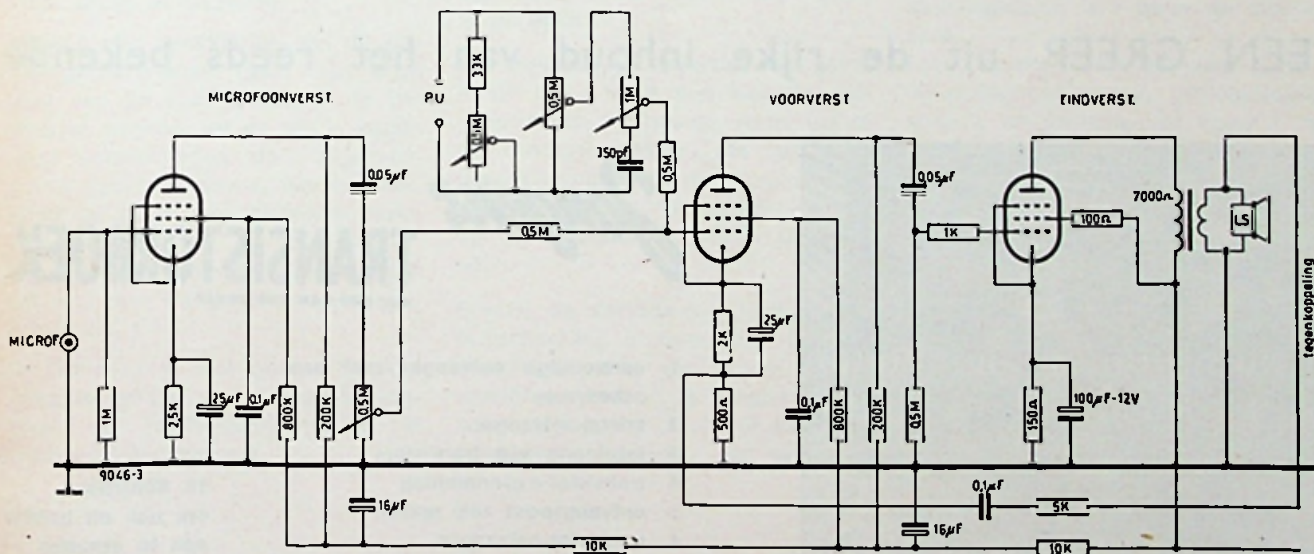 EEN GREEP uit de rijke inhoud van het reeds bekende
MICROFOONVERST.
P.U
33K
0,5M
0,5M
1M
350pF
0,5M
VOORVERST
EINDVERST.
0,05µF
0,05µF
7000Ω
100Ω
LS
1K
0,5M
tegenkoppeling
MICROF
1M
2,5K
25µF
0,1µF
800K
200K
0,5M
2K
25µF
500Ω
0,1µF
800K
200K
0,5M
150Ω
100µF-12V
9046-3
16µF
10K
0,1µF
5K
16µF
10K